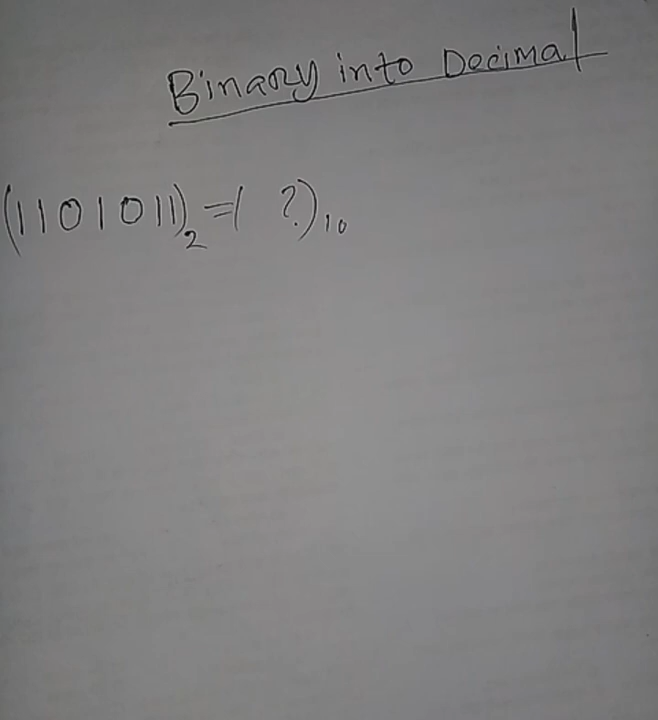 Binary into Decimal
(1101011)₂ = ( ?)₁₀